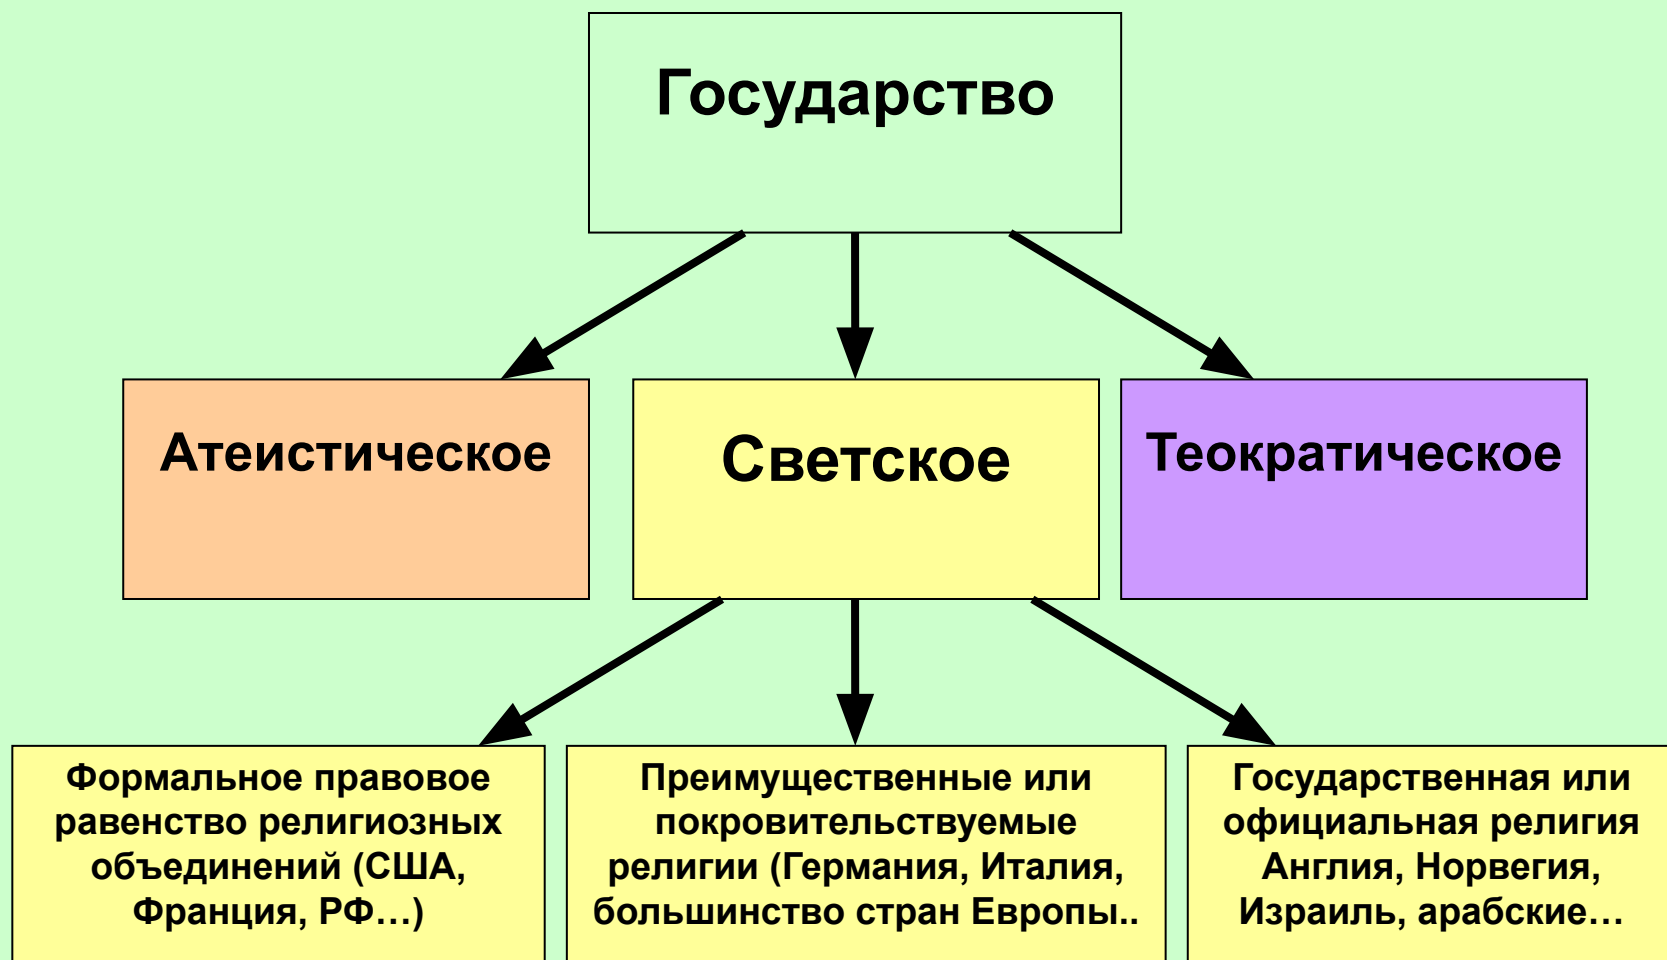 Государство
Атеистическое
Светское
Теократическое
Формальное правовое
равенство религиозных
объединений (США,
Франция, РФ…)
Преимущественные или
покровительствуемые
религии (Германия, Италия,
большинство стран Европы..
Государственная или
официальная религия
Англия, Норвегия,
Израиль, арабские…